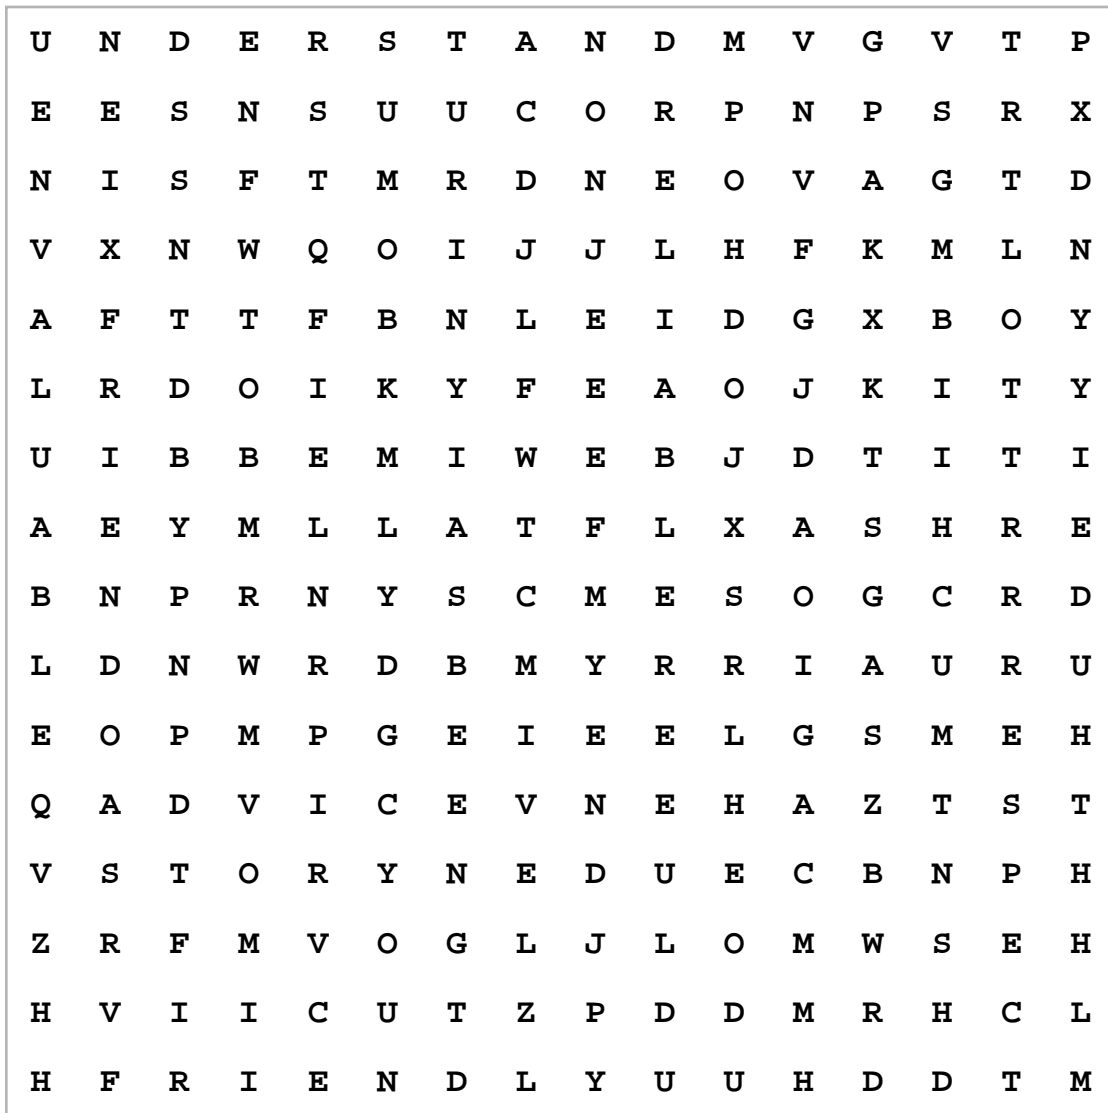 U N D E R S T A N D M V G V T P
E E S N S U U C O R P N P S R X
N I S F T M R D N E O V A G T D
V X N W Q O I J J L H F K M L N
A F T T F B N L E I D G X B O Y
L R D O I K Y F E A O J K I T Y
U I B B E M I W E B J D T I T I
A E Y M L L A T F L X A S H R E
B N P R N Y S C M E S O G C R D
L D N W R D B M Y R R I A U R U
E O P M P G E I E E L G S M E H
Q A D V I C E V N E H A Z T S T
V S T O R Y N E D U E C B N P H
Z R F M V O G L J L O M W S E H
H V I I C U T Z P D D M R H C L
H F R I E N D L Y U U H D D T M